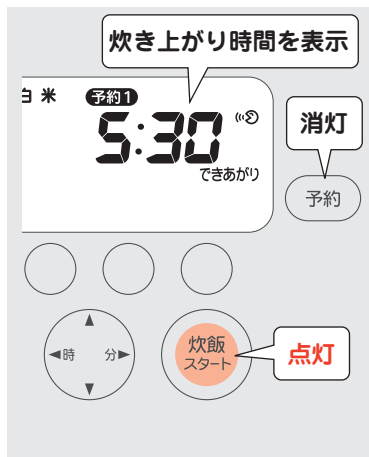 炊き上がり時間を表示
白米 予約1
5:30
できあがり
消灯
予約
◀時 分▶
炊飯
スタート
点灯